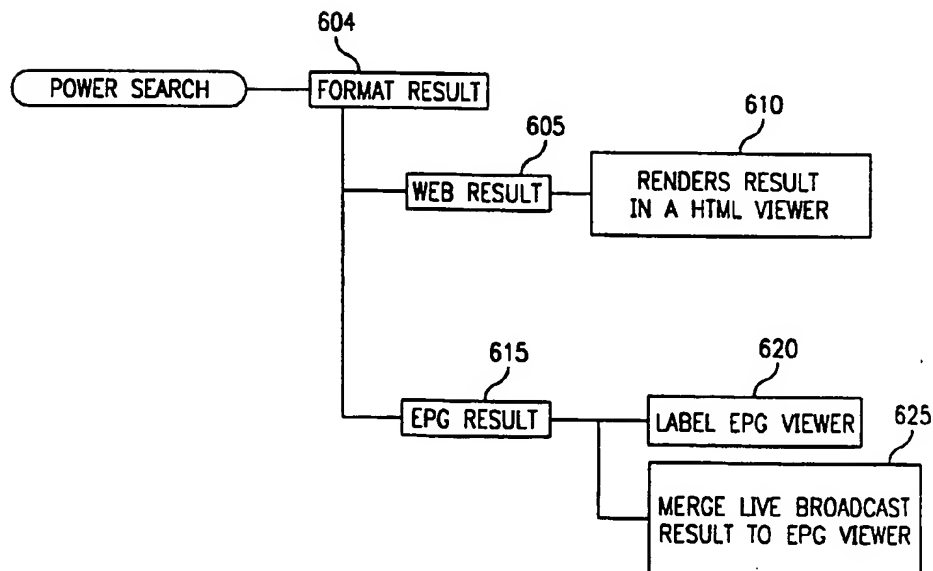 604
POWER SEARCH
FORMAT RESULT
605
610
WEB RESULT
RENDERS RESULT
IN A HTML VIEWER
615
620
EPG RESULT
LABEL EPG VIEWER
625
MERGE LIVE BROADCAST
RESULT TO EPG VIEWER